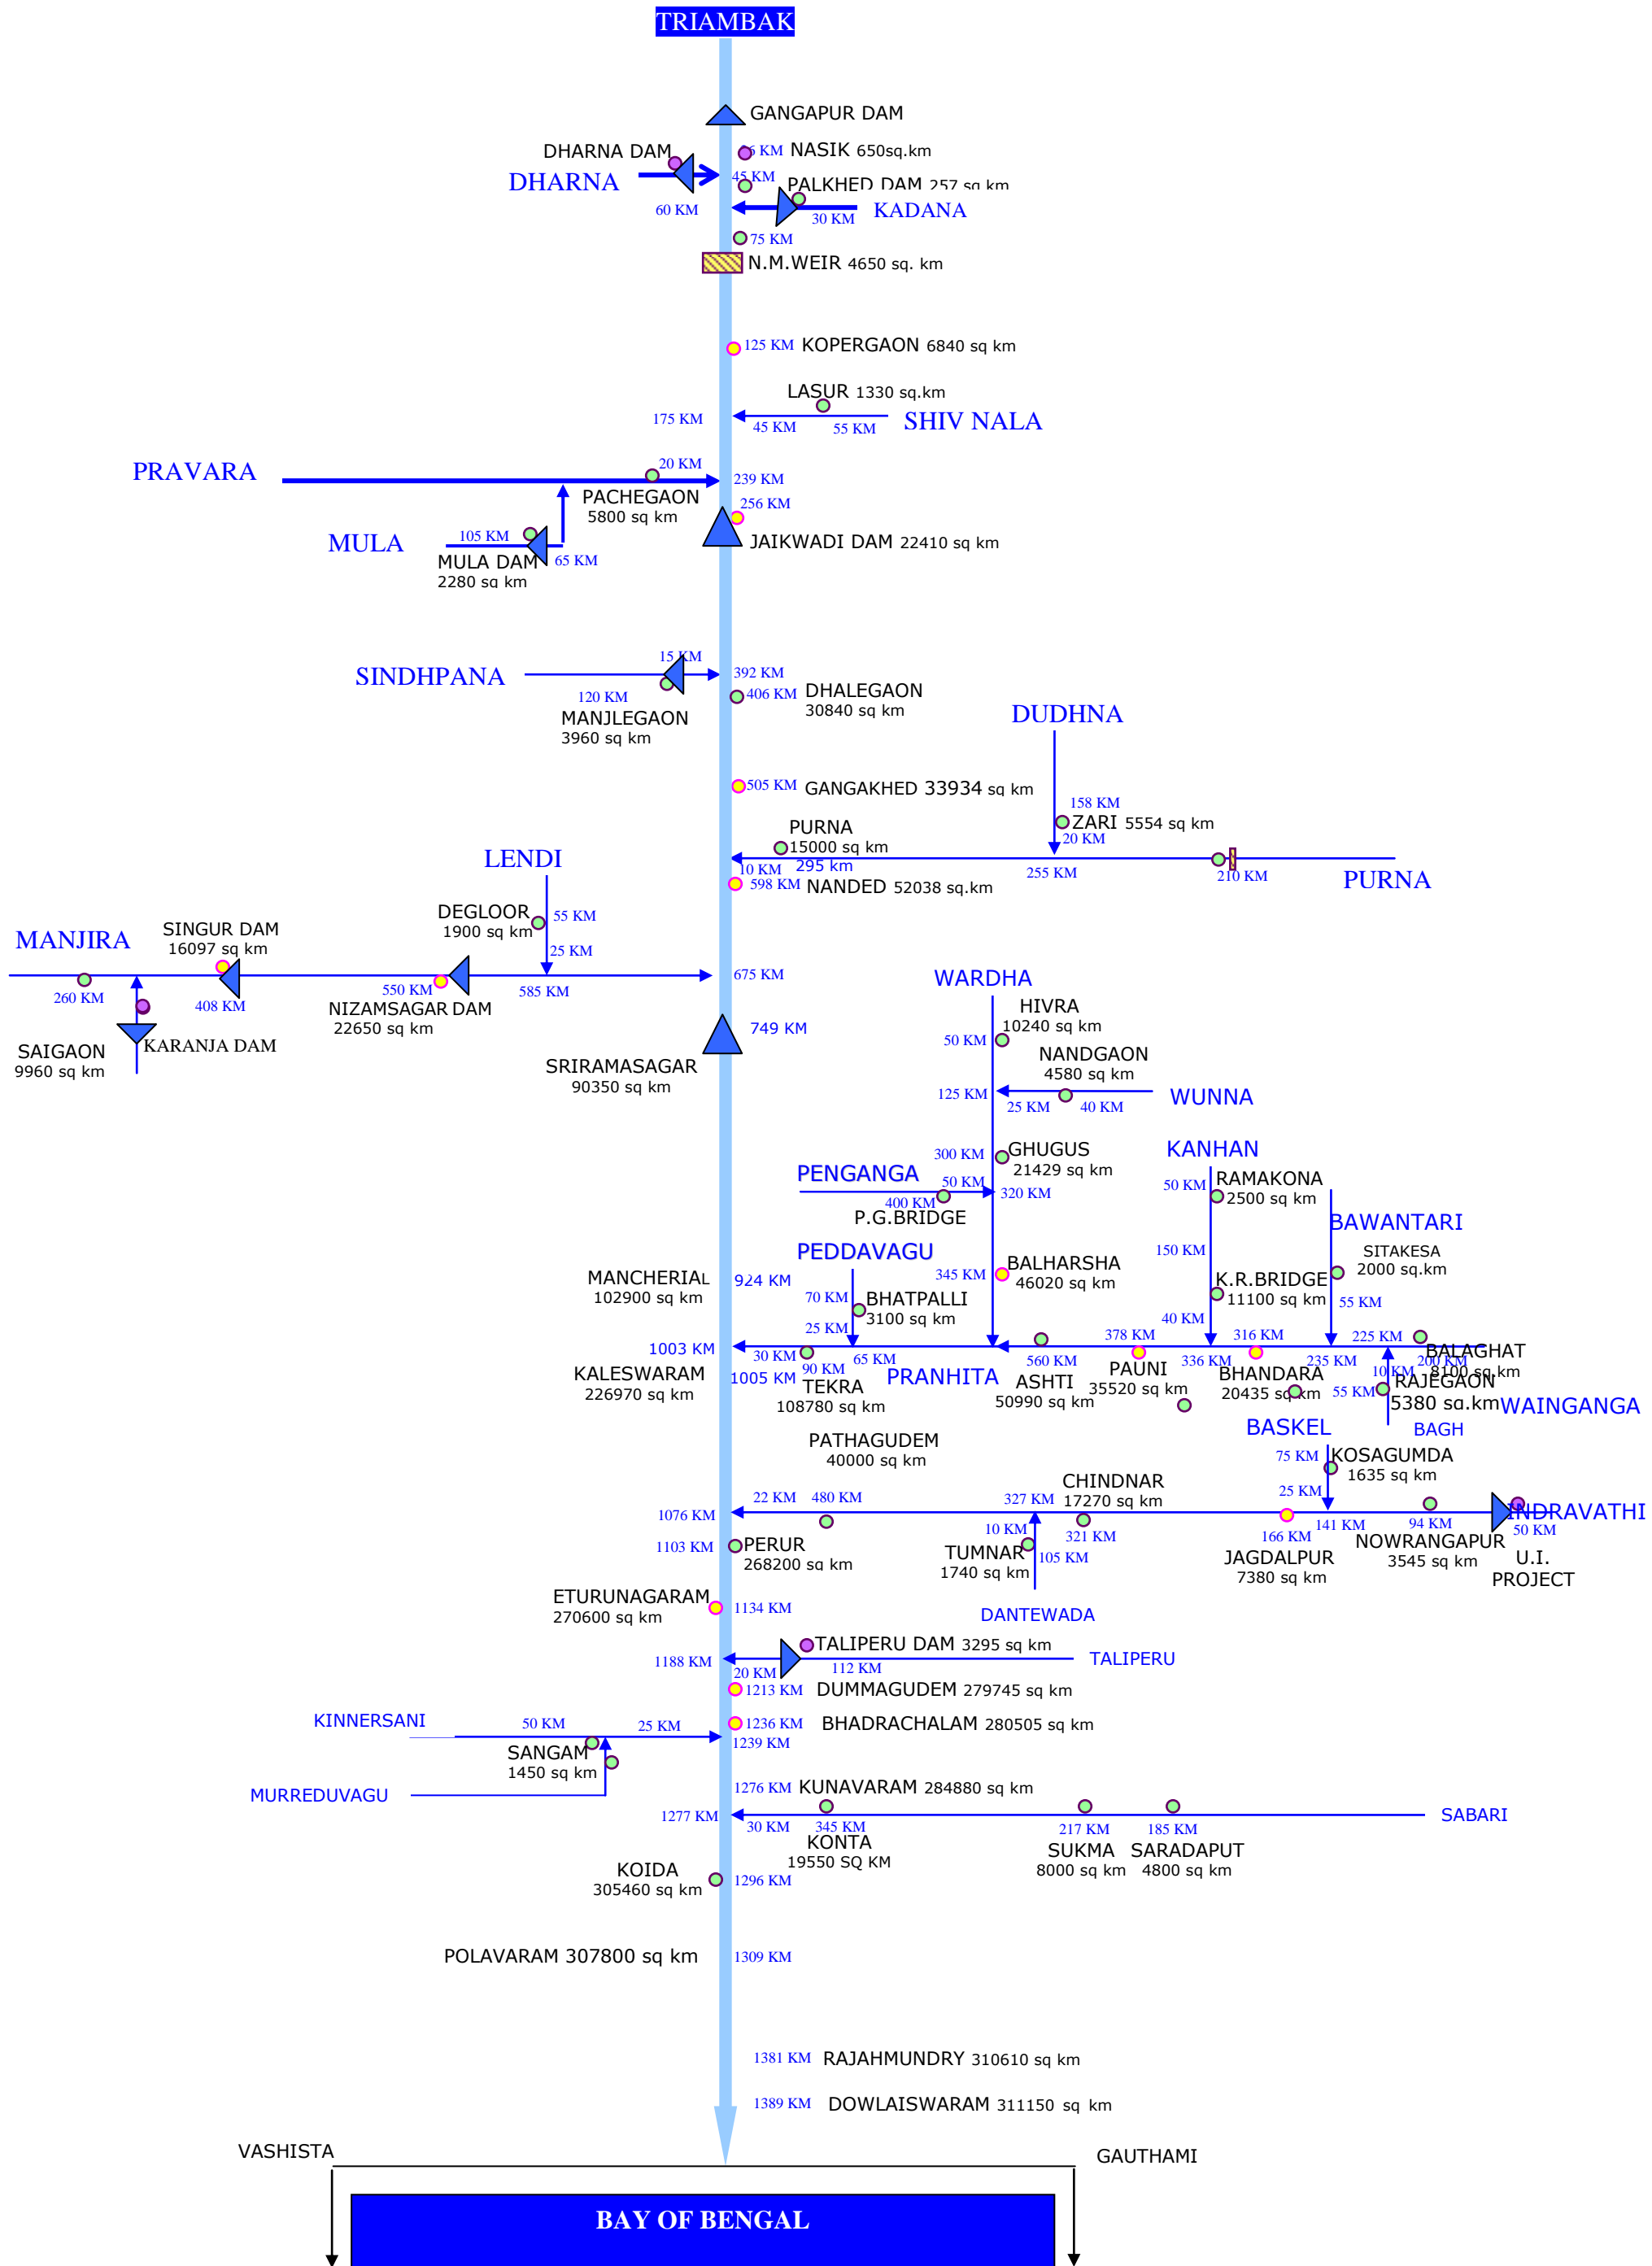 TRIAMBAK
GANGAPUR DAM
DHARNA DAM
KM NASIK 650sq.km
DHARNA
45 KM
PALKHED DAM 257 sq km
60 KM
30 KM
KADANA
75 KM
N.M.WEIR 4650 sq. km
125 KM KOPERGAON 6840 sq km
LASUR 1330 sq.km
175 KM
45 KM
55 KM
SHIV NALA
PRAVARA
20 KM
239 KM
PACHEGAON
5800 sq km
256 KM
MULA
105 KM
JAIKWADI DAM 22410 sq km
MULA DAM
2280 sq km
65 KM
SINDHPANA
15 KM
392 KM
120 KM
406 KM
DHALEGAON
30840 sq km
MANJLEGAON
3960 sq km
DUDHNA
505 KM GANGAKHED 33934 sq km
158 KM
ZARI 5554 sq km
20 KM
PURNA
15000 sq km
295 km
LENDI
10 KM
255 KM
210 KM
PURNA
598 KM NANDED 52038 sq.km
DEGLOOR
1900 sq km
55 KM
25 KM
MANJIRA
SINGUR DAM
16097 sq km
675 KM
260 KM
408 KM
550 KM
585 KM
NIZAMSAGAR DAM
22650 sq km
SAIGAON
9960 sq km
KARANJA DAM
749 KM
SRIRAMASAGAR
90350 sq km
WARDHA
HIVRA
10240 sq km
50 KM
NANDGAON
4580 sq km
125 KM
25 KM
40 KM
WUNNA
300 KM
GHUGUS
21429 sq km
KANHAN
PENGANGA
50 KM
320 KM
400 KM
P.G.BRIDGE
50 KM
RAMAKONA
2500 sq km
BAWANTARI
PEDDAVAGU
150 KM
SITAKESA
2000 sq.km
MANCHERIAL
102900 sq km
924 KM
345 KM
BALHARSHA
46020 sq km
70 KM
BHATPALLI
3100 sq km
25 KM
K.R.BRIDGE
11100 sq km
55 KM
40 KM
378 KM
316 KM
225 KM
1003 KM
30 KM
90 KM
65 KM
560 KM
336 KM
235 KM
200 KM
BALAGHAT
8100 sq.km
KALESWARAM
226970 sq km
1005 KM
TEKRA
108780 sq km
PRANHITA
ASHTI
50990 sq km
PAUNI
35520 sq km
BHANDARA
20435 sq km
10 KM
55 KM
RAJEGAON
5380 sq.km
WAINGANGA
BAGH
PATHAGUDEM
40000 sq km
BASKEL
75 KM
KOSAGUMDA
1635 sq km
25 KM
CHINDNAR
17270 sq km
22 KM
480 KM
327 KM
1076 KM
INDRAVATHI
10 KM
321 KM
166 KM
141 KM
94 KM
50 KM
1103 KM
PERUR
268200 sq km
TUMNAR
1740 sq km
105 KM
JAGDALPUR
7380 sq km
NOWRANGAPUR
3545 sq km
U.I.
PROJECT
DANTEWADA
ETURUNAGARAM
270600 sq km
1134 KM
TALIPERU DAM 3295 sq km
1188 KM
20 KM
112 KM
TALIPERU
1213 KM DUMMAGUDEM 279745 sq km
KINNERSANI
50 KM
25 KM
1236 KM BHADRACHALAM 280505 sq km
1239 KM
SANGAM
1450 sq km
MURREDUVAGU
1276 KM KUNAVARAM 284880 sq km
1277 KM
SABARI
30 KM
345 KM
217 KM
185 KM
KONTA
19550 SQ KM
SUKMA
8000 sq km
SARADAPUT
4800 sq km
KOIDA
305460 sq km
1296 KM
POLAVARAM 307800 sq km
1309 KM
1381 KM RAJAHMUNDRY 310610 sq km
1389 KM DOWLAISWARAM 311150 sq km
VASHISTA
GAUTHAMI
BAY OF BENGAL